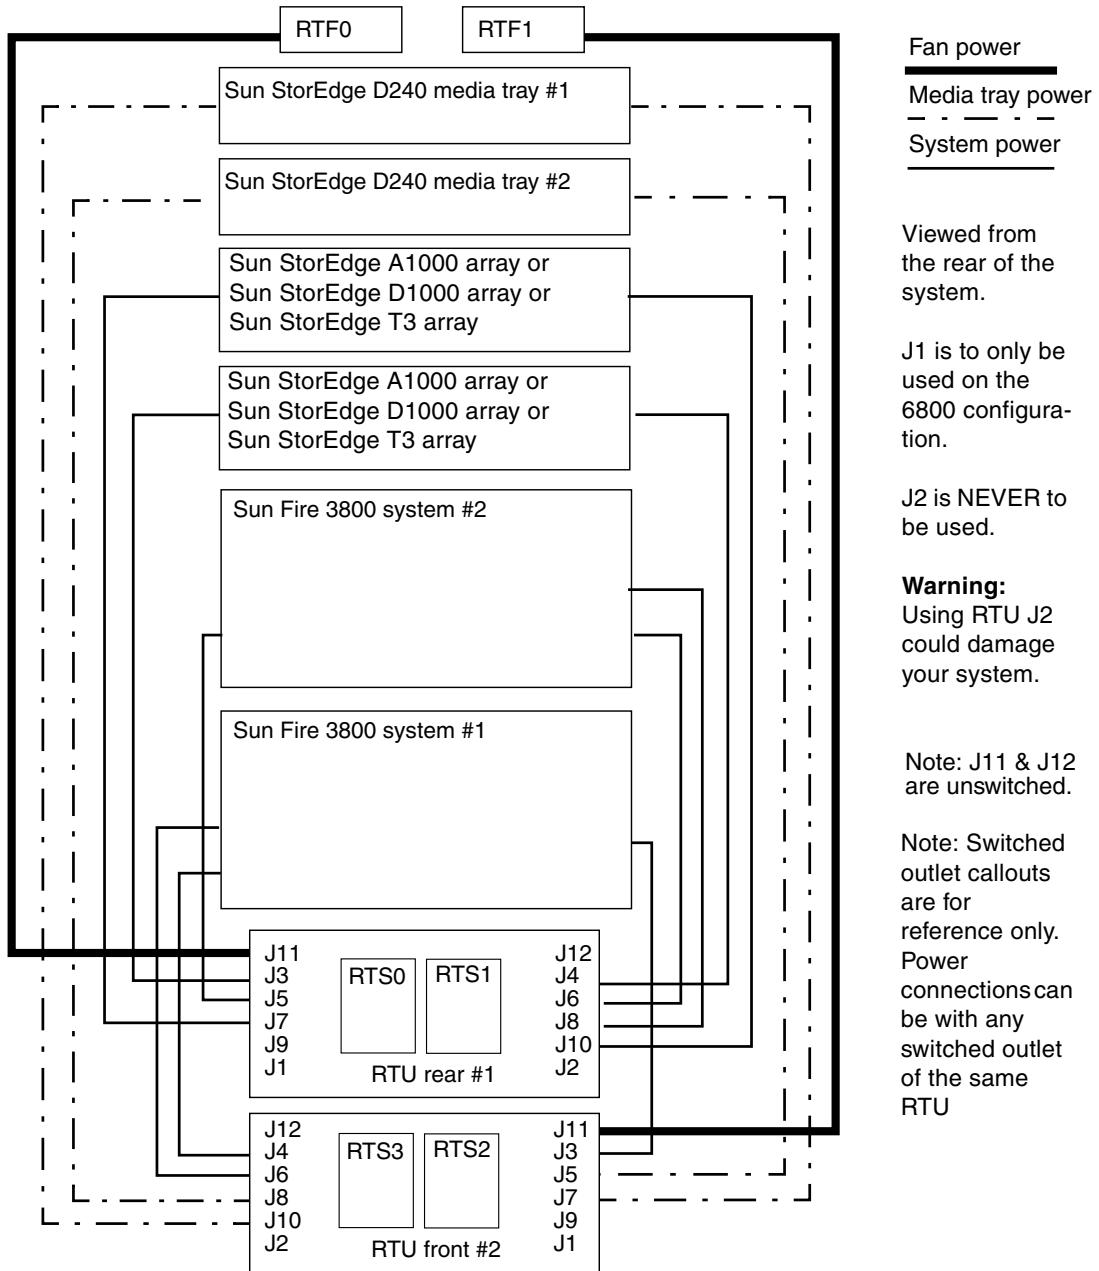 RTF0
RTF1
Sun StorEdge D240 media tray #1
Sun StorEdge D240 media tray #2
Sun StorEdge A1000 array or
Sun StorEdge D1000 array or
Sun StorEdge T3 array
Sun StorEdge A1000 array or
Sun StorEdge D1000 array or
Sun StorEdge T3 array
Sun Fire 3800 system #2
Sun Fire 3800 system #1
J11
J3
J5
J7
J9
J1
RTS0
RTS1
J12
J4
J6
J8
J10
J2
RTU rear #1
J12
J4
J6
J8
J10
J2
RTS3
RTS2
J11
J3
J5
J7
J9
J1
RTU front #2
Fan power
Media tray power
System power
Viewed from
the rear of the
system.
J1 is to only be
used on the
6800 configura-
tion.
J2 is NEVER to
be used.
Warning:
Using RTU J2
could damage
your system.
Note: J11 & J12
are unswitched.
Note: Switched
outlet callouts
are for
reference only.
Power
connections can
be with any
switched outlet
of the same
RTU